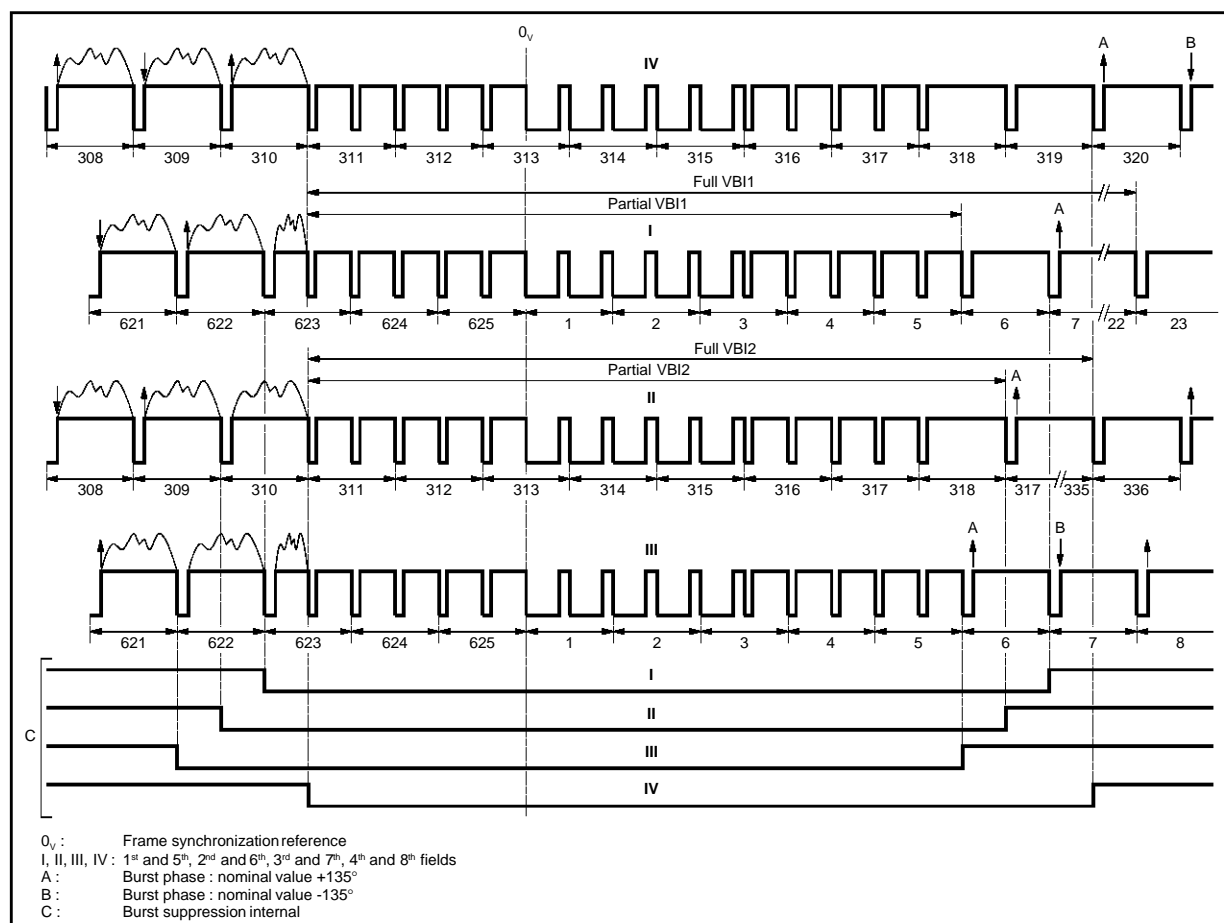 0V
IV
A
B
308 309 310 311 312 313 314 315 316 317 318 319 320
Full VBI1
Partial VBI1
A
I
621 622 623 624 625 1 2 3 4 5 6 7 22 23
Full VBI2
Partial VBI2
A
II
308 309 310 311 312 313 314 315 316 317 318 317 335 336
A
B
III
621 622 623 624 625 1 2 3 4 5 6 7 8
I
II
C
III
IV
0V : Frame synchronization reference
I, II, III, IV : 1st and 5th, 2nd and 6th, 3rd and 7th, 4th and 8th fields
A : Burst phase : nominal value +135°
B : Burst phase : nominal value -135°
C : Burst suppression internal